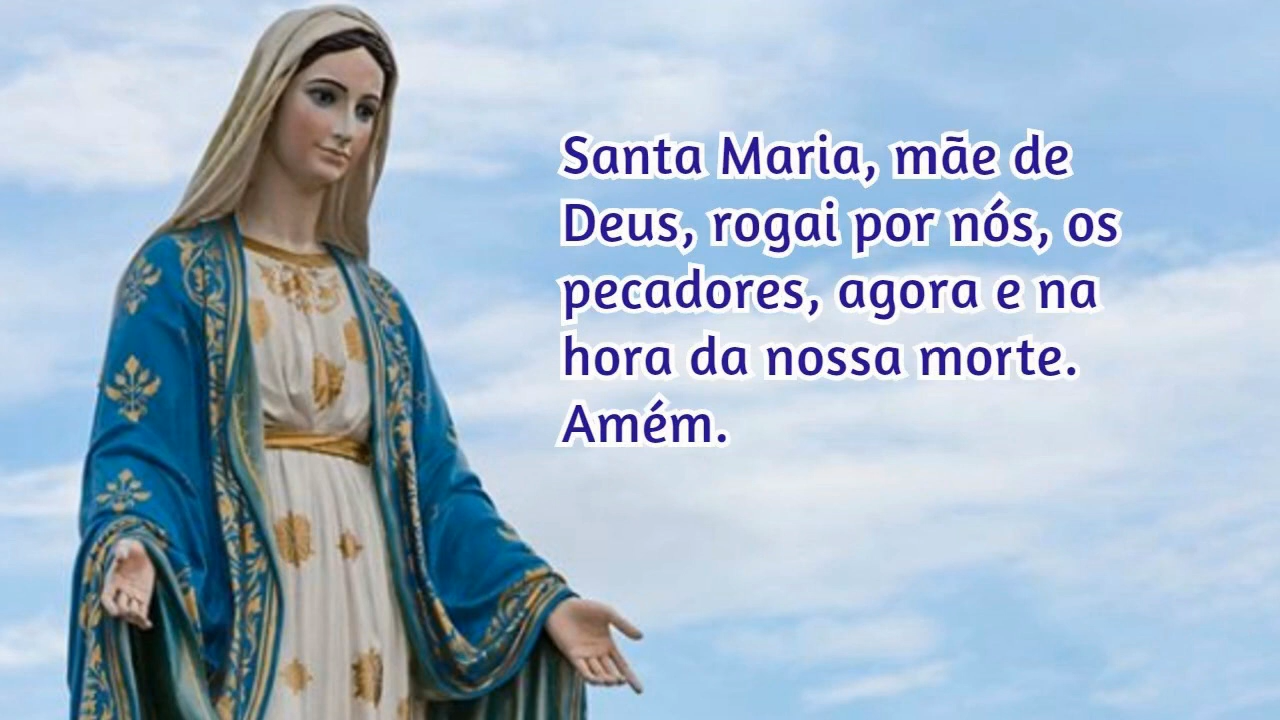 Santa Maria, mãe de
Deus, rogai por nós, os
pecadores, agora e na
hora da nossa morte.
Amém.